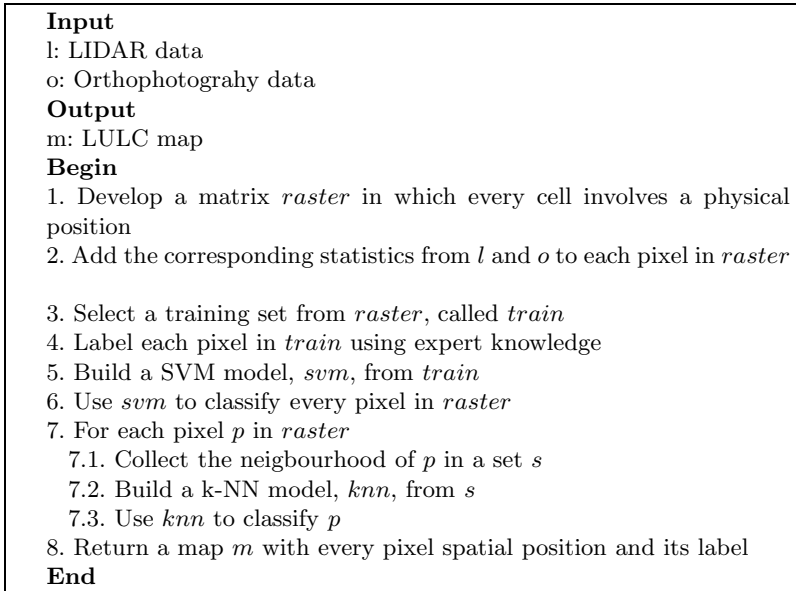 Input
l: LIDAR data
o: Orthophotograhy data
Output
m: LULC map
Begin
1. Develop a matrix raster in which every cell involves a physical
position
2. Add the corresponding statistics from l and o to each pixel in raster
3. Select a training set from raster, called train
4. Label each pixel in train using expert knowledge
5. Build a SVM model, svm, from train
6. Use svm to classify every pixel in raster
7. For each pixel p in raster
7.1. Collect the neigbourhood of p in a set s
7.2. Build a k-NN model, knn, from s
7.3. Use knn to classify p
8. Return a map m with every pixel spatial position and its label
End